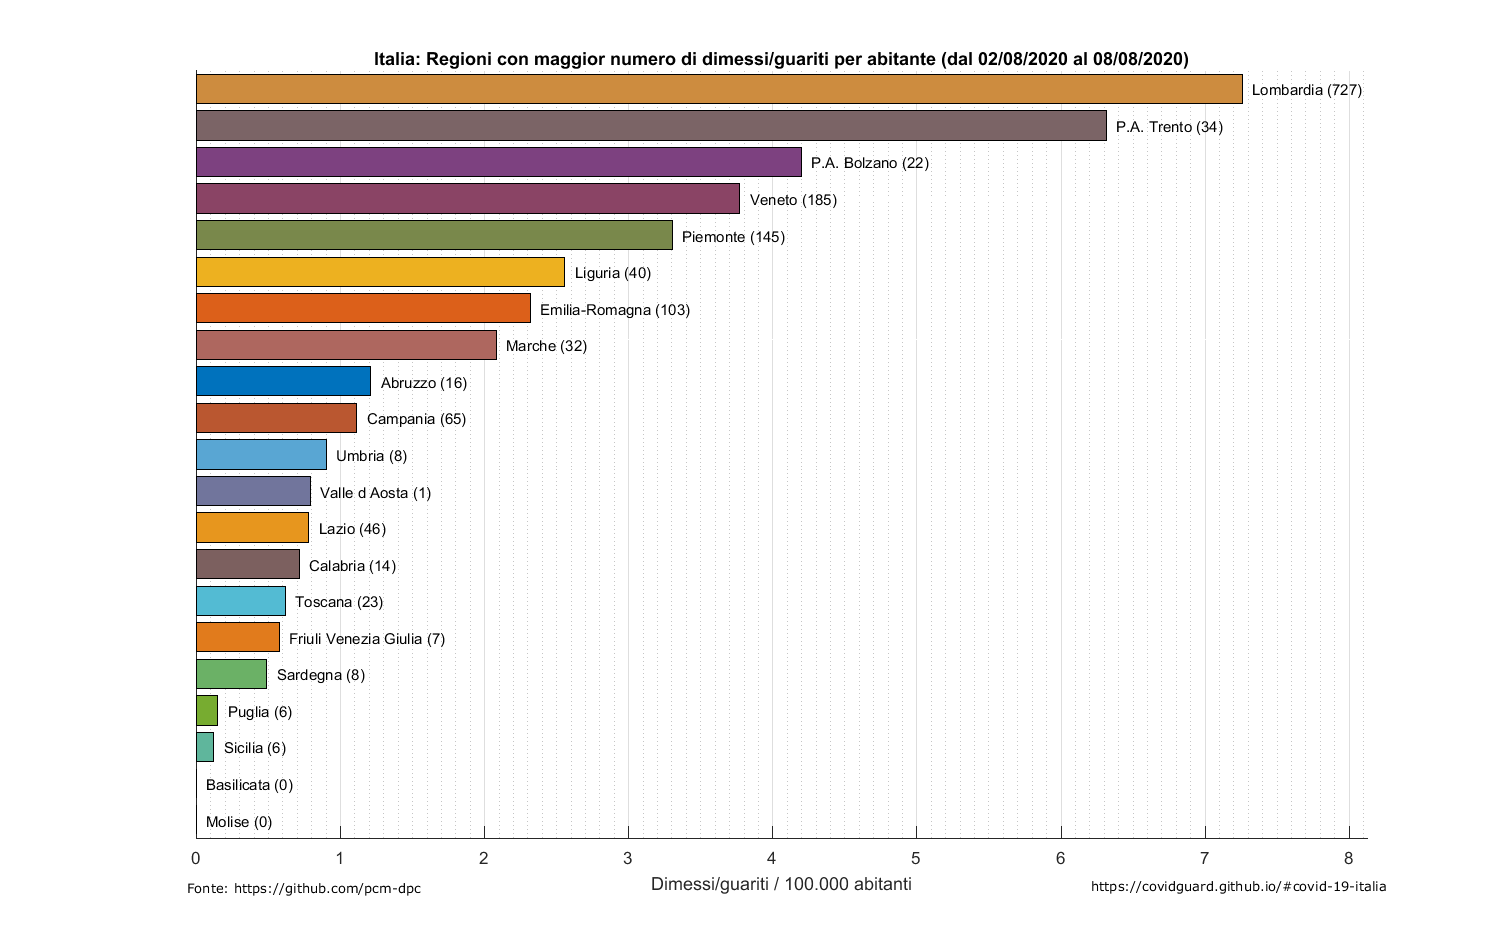 Italia: Regioni con maggior numero di dimessi/guariti per abitante (dal 02/08/2020 al 08/08/2020)
Lombardia (727)
P.A. Trento (34)
P.A. Bolzano (22)
Veneto (185)
Piemonte (145)
Liguria (40)
Emilia-Romagna (103)
Marche (32)
Abruzzo (16)
Campania (65)
Umbria (8)
Valle d Aosta (1)
Lazio (46)
Calabria (14)
Toscana (23)
Friuli Venezia Giulia (7)
Sardegna (8)
Puglia (6)
Sicilia (6)
Basilicata (0)
Molise (0)
0 1 2 3 4 5 6 7 8
Dimessi/guariti / 100.000 abitanti
Fonte: https://github.com/pcm-dpc
https://covidguard.github.io/#covid-19-italia